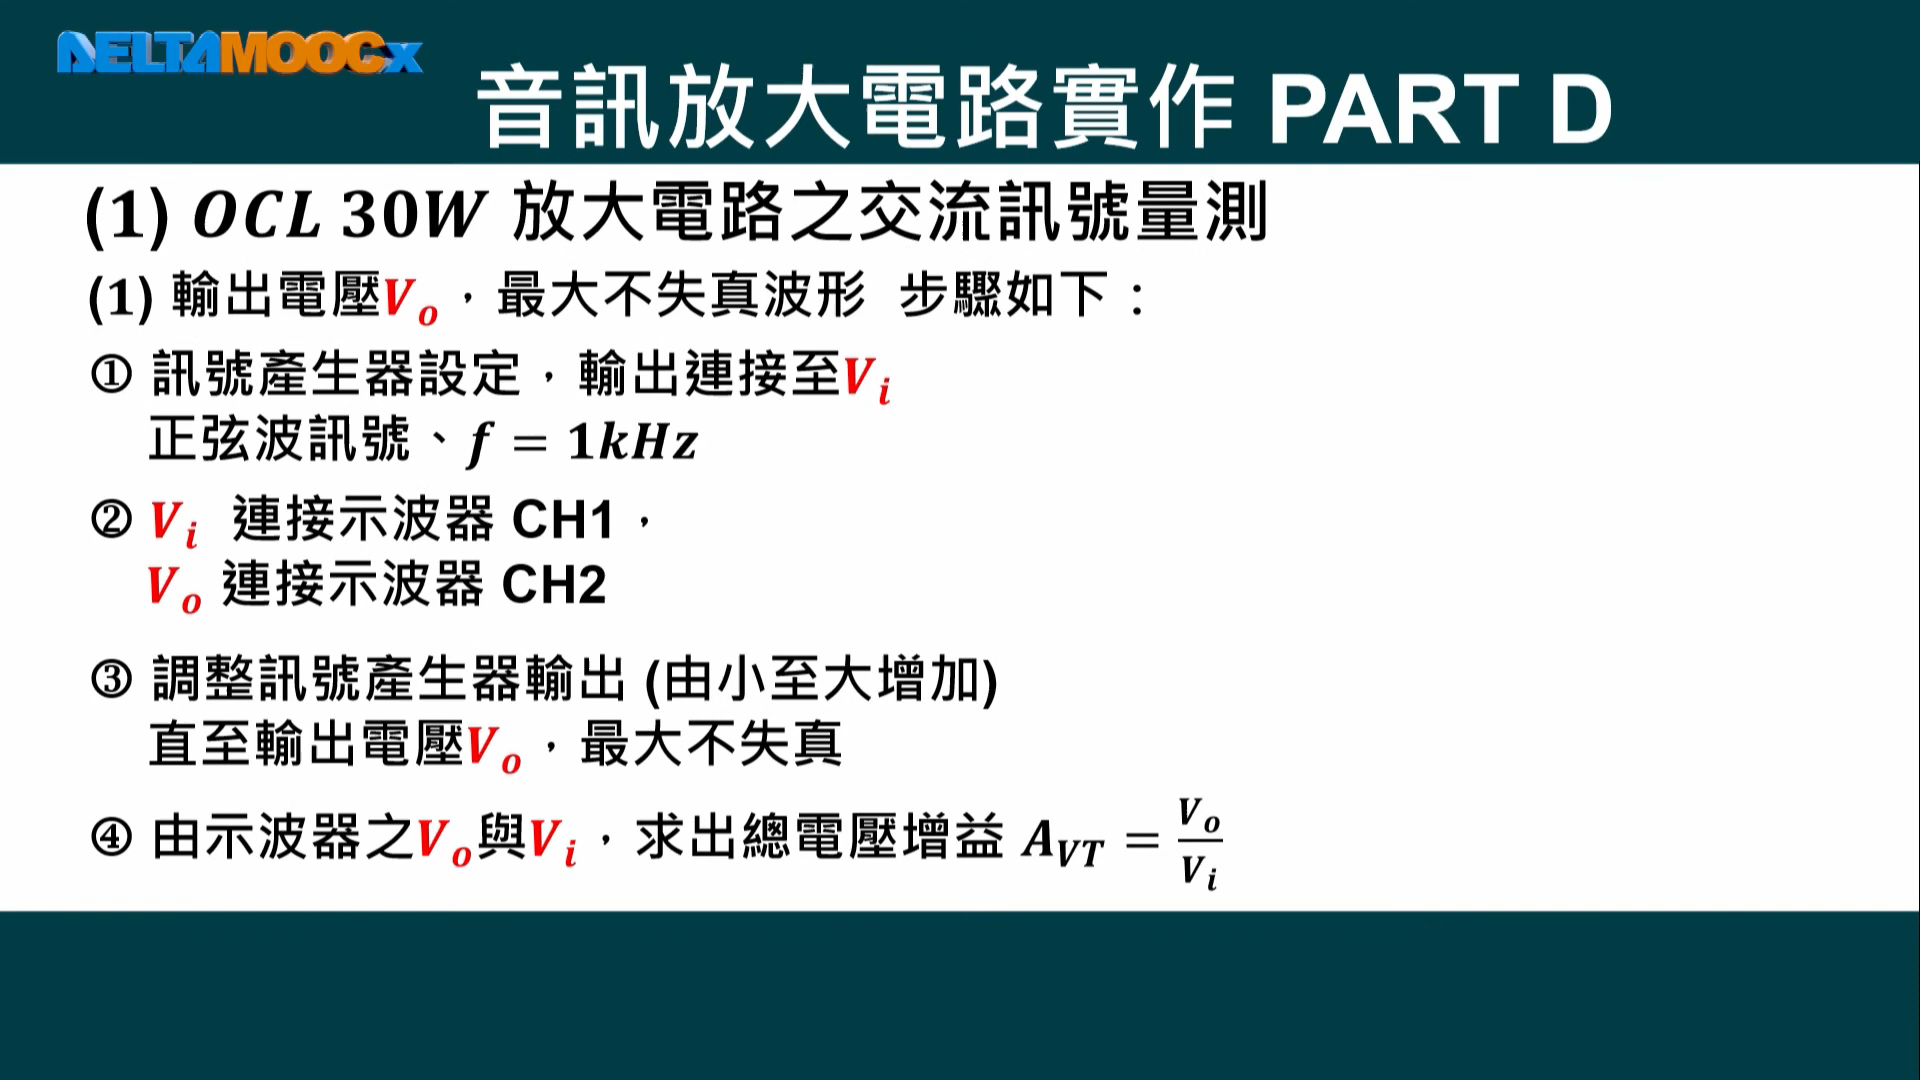 DELTAMOOCx
音訊放大電路實作 PART D
(1) OCL 30W 放大電路之交流訊號量測
(1) 輸出電壓Vo，最大不失真波形 步驟如下：
① 訊號產生器設定，輸出連接至Vi
正弦波訊號、f = 1kHz
② Vi 連接示波器 CH1，
Vo 連接示波器 CH2
③ 調整訊號產生器輸出 (由小至大增加)
直至輸出電壓Vo，最大不失真
④ 由示波器之Vo與Vi，求出總電壓增益 AVT = Vo/Vi